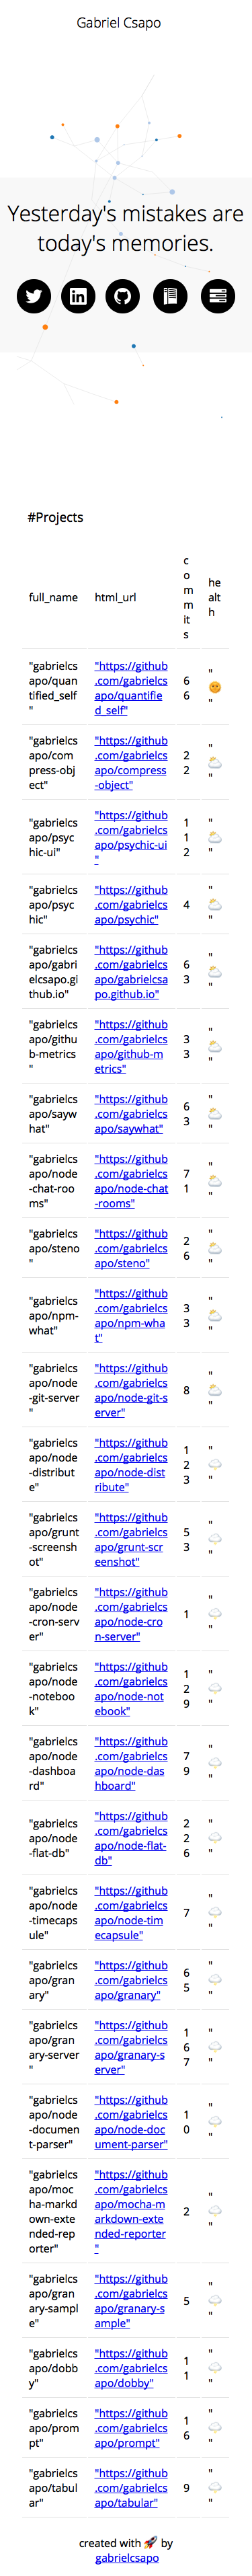 Gabriel Csapo
Yesterday's mistakes are
today's memories.
#Projects
full_name html_url commits health
"gabrielcsapo/quantified_self" "https://github.com/gabrielcsapo/quantified_self" 66 "🌞"
"gabrielcsapo/compress-object" "https://github.com/gabrielcsapo/compress-object" 22 "🌥"
"gabrielcsapo/psychic-ui" "https://github.com/gabrielcsapo/psychic-ui" 112 "🌥"
"gabrielcsapo/psychic" "https://github.com/gabrielcsapo/psychic" 4 "🌥"
"gabrielcsapo/gabrielcsapo.github.io" "https://github.com/gabrielcsapo/gabrielcsapo.github.io" 63 "🌥"
"gabrielcsapo/github-metrics" "https://github.com/gabrielcsapo/github-metrics" 33 "🌥"
"gabrielcsapo/saywhat" "https://github.com/gabrielcsapo/saywhat" 63 "🌥"
"gabrielcsapo/node-chat-rooms" "https://github.com/gabrielcsapo/node-chat-rooms" 71 "🌥"
"gabrielcsapo/steno" "https://github.com/gabrielcsapo/steno" 26 "🌥"
"gabrielcsapo/npm-what" "https://github.com/gabrielcsapo/npm-what" 33 "🌥"
"gabrielcsapo/node-git-server" "https://github.com/gabrielcsapo/node-git-server" 8 "🌥"
"gabrielcsapo/node-distribute" "https://github.com/gabrielcsapo/node-distribute" 123 "🌩"
"gabrielcsapo/grunt-screenshot" "https://github.com/gabrielcsapo/grunt-screenshot" 53 "🌩"
"gabrielcsapo/node-cron-server" "https://github.com/gabrielcsapo/node-cron-server" 1 "🌩"
"gabrielcsapo/node-notebook" "https://github.com/gabrielcsapo/node-notebook" 129 "🌩"
"gabrielcsapo/node-dashboard" "https://github.com/gabrielcsapo/node-dashboard" 79 "🌩"
"gabrielcsapo/node-flat-db" "https://github.com/gabrielcsapo/node-flat-db" 226 "🌩"
"gabrielcsapo/node-timecapsule" "https://github.com/gabrielcsapo/node-timecapsule" 7 "🌩"
"gabrielcsapo/granary" "https://github.com/gabrielcsapo/granary" 65 "🌩"
"gabrielcsapo/granary-server" "https://github.com/gabrielcsapo/granary-server" 167 "🌩"
"gabrielcsapo/node-document-parser" "https://github.com/gabrielcsapo/node-document-parser" 10 "🌩"
"gabrielcsapo/mocha-markdown-extended-reporter" "https://github.com/gabrielcsapo/mocha-markdown-extended-reporter" 2 "🌩"
"gabrielcsapo/granary-sample" "https://github.com/gabrielcsapo/granary-sample" 5 "🌩"
"gabrielcsapo/dobby" "https://github.com/gabrielcsapo/dobby" 11 "🌩"
"gabrielcsapo/prompt" "https://github.com/gabrielcsapo/prompt" 16 "🌩"
"gabrielcsapo/tabular" "https://github.com/gabrielcsapo/tabular" 9 "🌩"
created with 🚀 by
gabrielcsapo